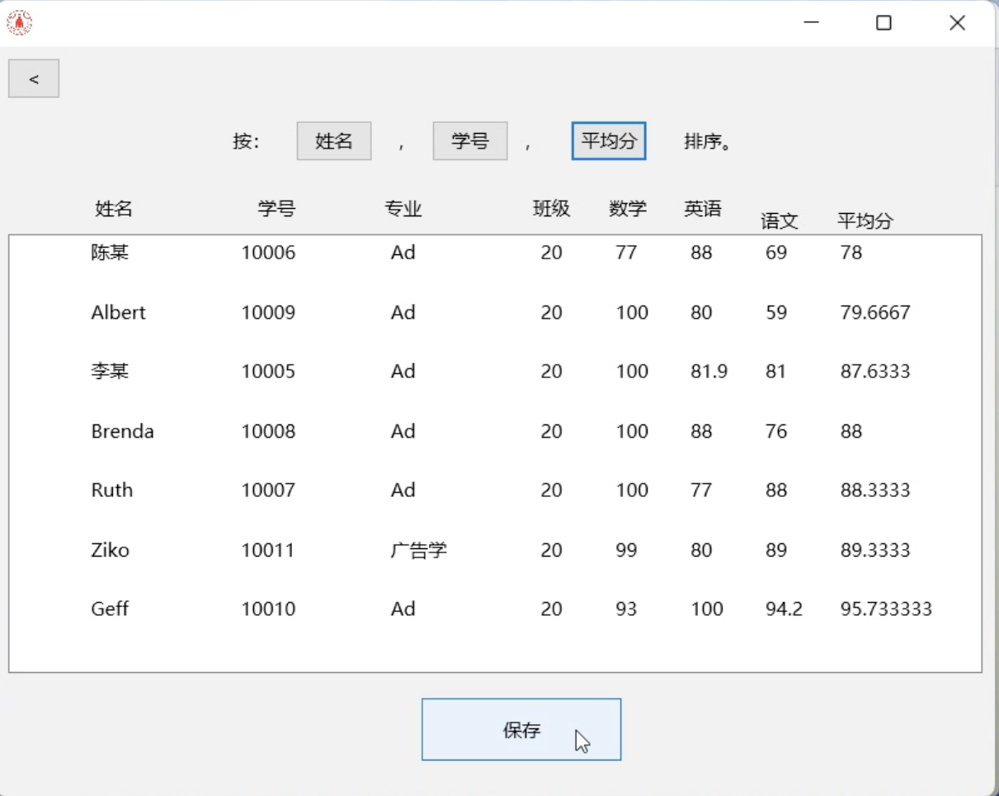 <
按： 姓名 ， 学号 ， 平均分 排序。
姓名 学号 专业 班级 数学 英语 语文 平均分
陈某 10006 Ad 20 77 88 69 78
Albert 10009 Ad 20 100 80 59 79.6667
李某 10005 Ad 20 100 81.9 81 87.6333
Brenda 10008 Ad 20 100 88 76 88
Ruth 10007 Ad 20 100 77 88 88.3333
Ziko 10011 广告学 20 99 80 89 89.3333
Geff 10010 Ad 20 93 100 94.2 95.733333
保存